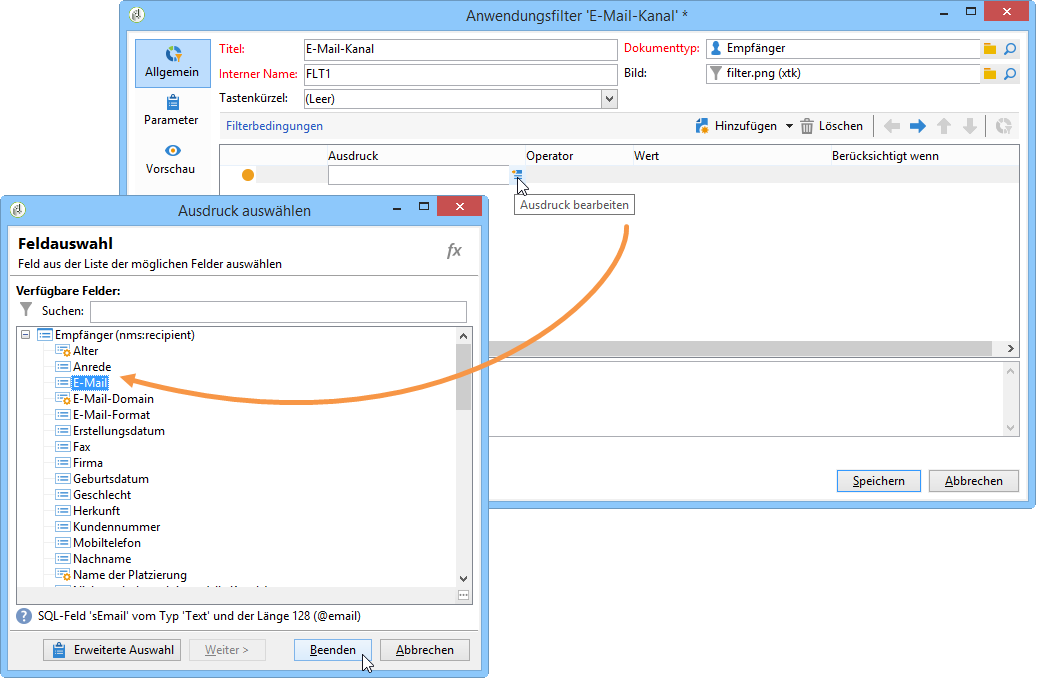 Anwendungsfilter 'E-Mail-Kanal' *
Allgemein
Parameter
Vorschau
Titel: E-Mail-Kanal
Dokumenttyp: Empfänger
Interner Name: FLT1
Bild: filter.png (xtk)
Tastenkürzel: (Leer)
Filterbedingungen
Hinzufügen
Löschen
Ausdruck Operator Wert Berücksichtigt wenn
Ausdruck bearbeiten
Speichern
Abbrechen
Ausdruck auswählen
Feldauswahl
fx
Feld aus der Liste der möglichen Felder auswählen
Verfügbare Felder:
Suchen:
Empfänger (nms:recipient)
Alter
Anrede
E-Mail
E-Mail-Domain
E-Mail-Format
Erstellungsdatum
Fax
Firma
Geburtsdatum
Geschlecht
Herkunft
Kundennummer
Mobiltelefon
Nachname
Name der Platzierung
SQL-Feld 'sEmail' vom Typ 'Text' und der Länge 128 (@email)
Erweiterte Auswahl
Weiter >
Beenden
Abbrechen